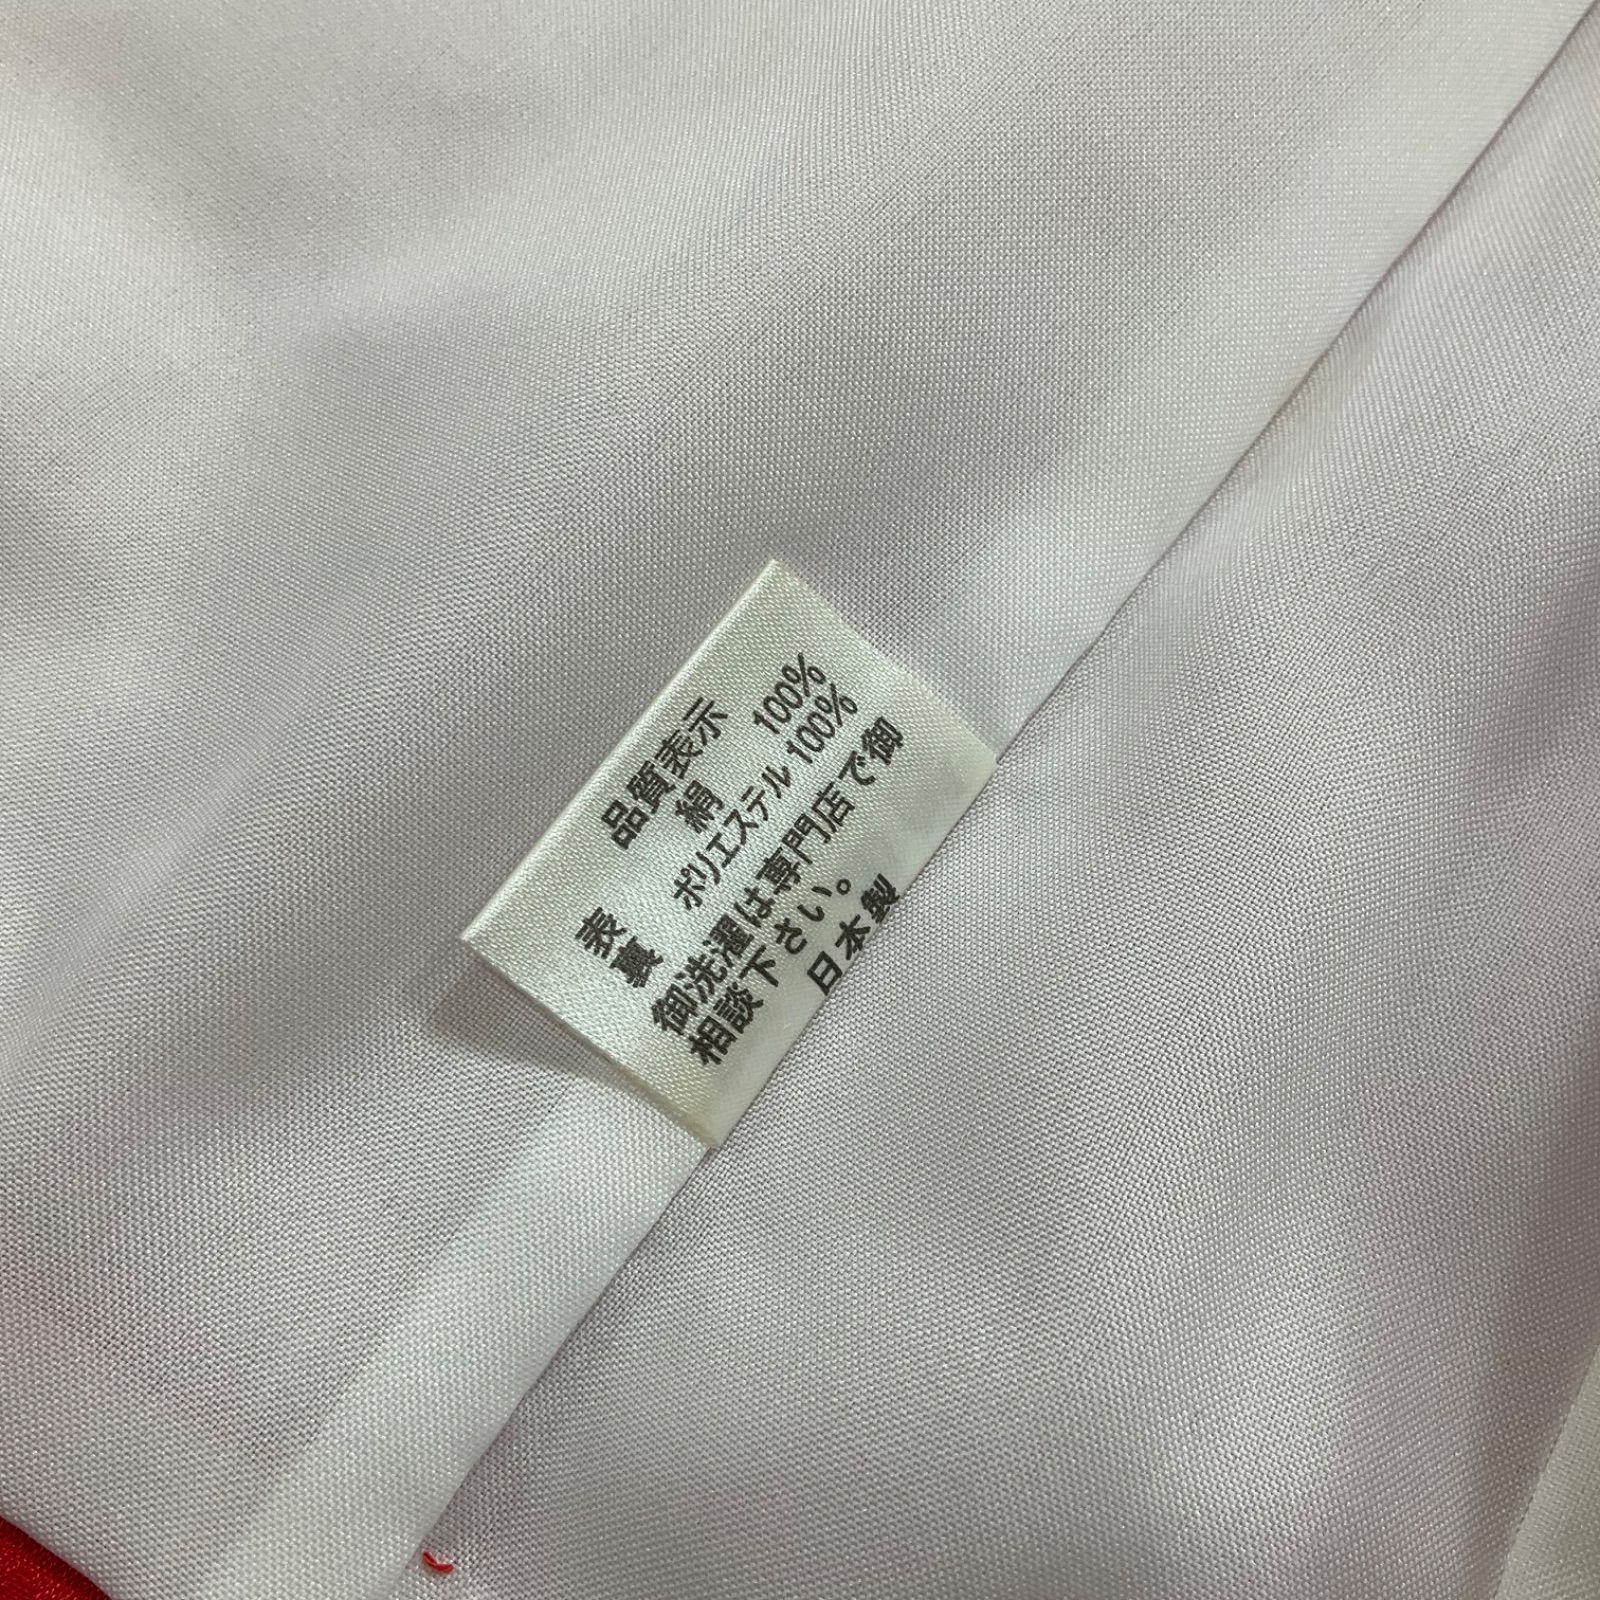 品質表示
表 絹 100%
裏 ポリエステル 100%
御洗濯は専門店で御
相談下さい。
日本製